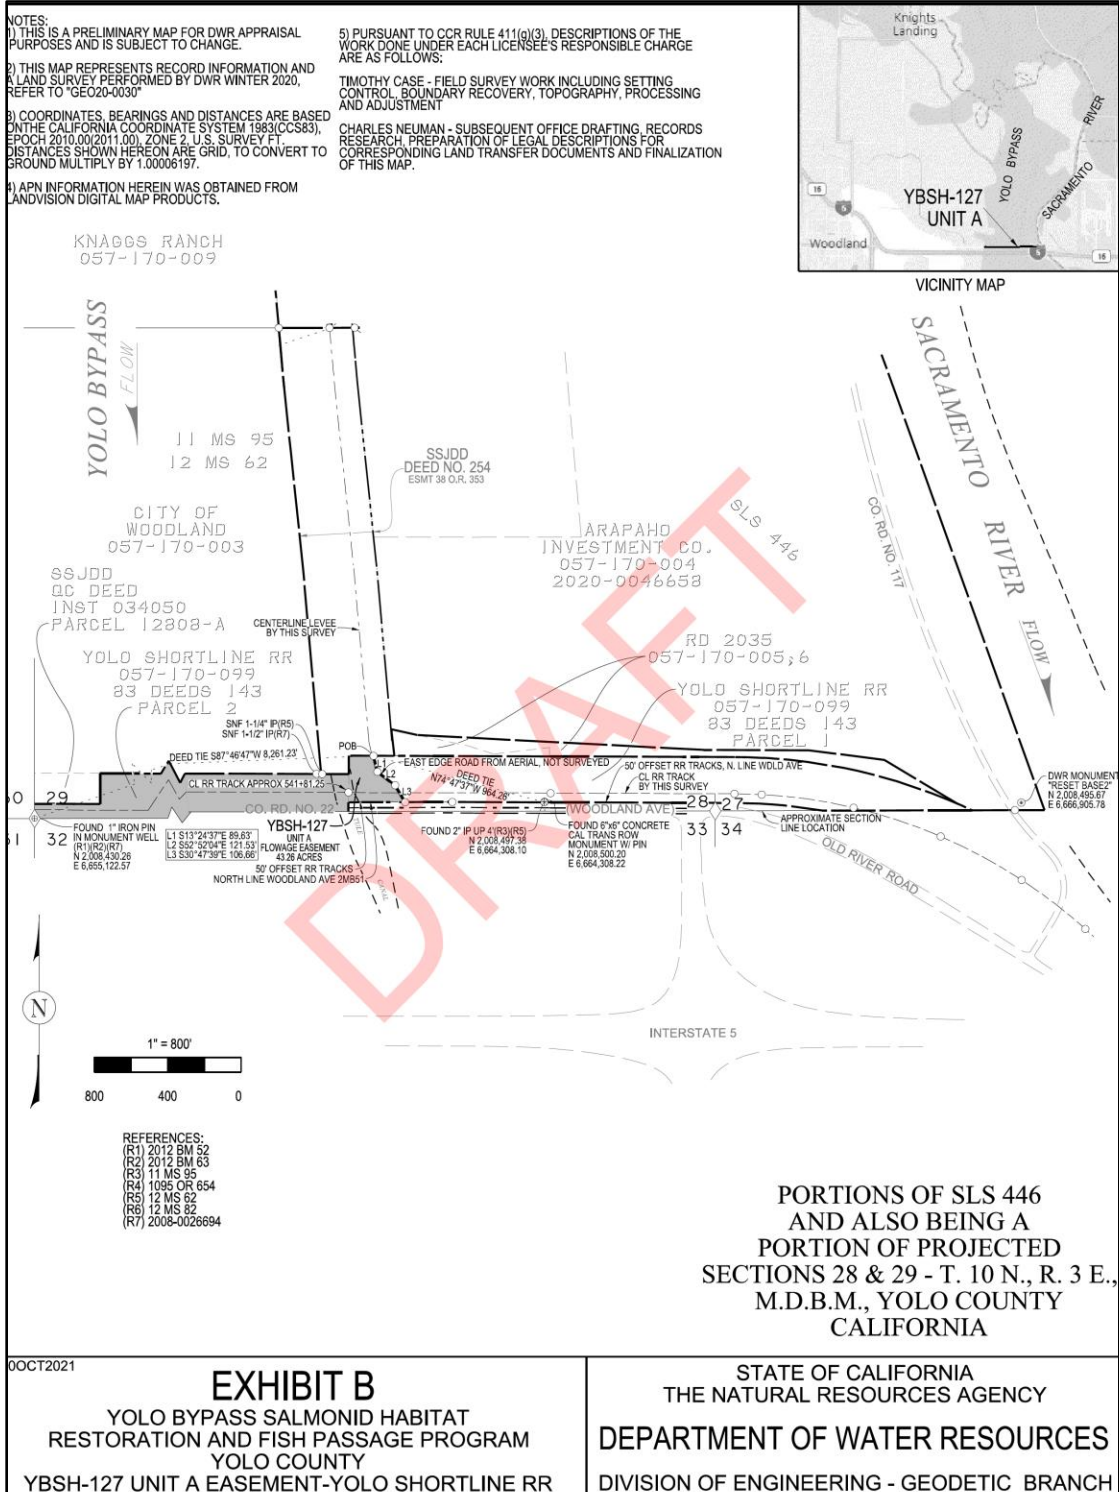 NOTES:
1) THIS IS A PRELIMINARY MAP FOR DWR APPRAISAL
PURPOSES AND IS SUBJECT TO CHANGE.
2) THIS MAP REPRESENTS RECORD INFORMATION AND
A LAND SURVEY PERFORMED BY DWR WINTER 2020,
REFER TO "GEO20-0030"
3) COORDINATES, BEARINGS AND DISTANCES ARE BASED
ONTHE CALIFORNIA COORDINATE SYSTEM 1983(CCS83),
EPOCH 2010.00(2011.00), ZONE 2, U.S. SURVEY FT.
DISTANCES SHOWN HEREON ARE GRID, TO CONVERT TO
GROUND MULTIPLY BY 1.00006197.
4) APN INFORMATION HEREIN WAS OBTAINED FROM
LANDVISION DIGITAL MAP PRODUCTS.
5) PURSUANT TO CCR RULE 411(g)(3), DESCRIPTIONS OF THE
WORK DONE UNDER EACH LICENSEE'S RESPONSIBLE CHARGE
ARE AS FOLLOWS:
TIMOTHY CASE - FIELD SURVEY WORK INCLUDING SETTING
CONTROL, BOUNDARY RECOVERY, TOPOGRAPHY, PROCESSING
AND ADJUSTMENT
CHARLES NEUMAN - SUBSEQUENT OFFICE DRAFTING, RECORDS
RESEARCH, PREPARATION OF LEGAL DESCRIPTIONS FOR
CORRESPONDING LAND TRANSFER DOCUMENTS AND FINALIZATION
OF THIS MAP.
Knights
Landing
YOLO BYPASS
RIVER
SACRAMENTO
16
5
YBSH-127
UNIT A
Woodland
5
16
VICINITY MAP
KNAGGS RANCH
057-170-009
YOLO BYPASS
FLOW
11 MS 95
12 MS 62
SSJDD
DEED NO. 254
ESMT 38 O.R. 353
CITY OF
WOODLAND
057-170-003
ARAPAHO
INVESTMENT CO.
057-170-004
2020-0046658
SLS 446
CO. RD. NO. 117
SACRAMENTO RIVER
FLOW
SSJDD
QC DEED
INST 034050
PARCEL 12808-A
CENTERLINE LEVEE
BY THIS SURVEY
YOLO SHORTLINE RR
057-170-099
83 DEEDS 143
PARCEL 2
RD 2035
057-170-005;6
YOLO SHORTLINE RR
057-170-099
83 DEEDS 143
PARCEL 1
SNF 1-1/4" IP(R5)
SNF 1-1/2" IP(R7)
POB
DEED TIE S87°46'47"W 8,261.23'
L1
L2
L3
EAST EDGE ROAD FROM AERIAL, NOT SURVEYED
DEED TIE
N74°47'37"W 964.26'
50' OFFSET RR TRACKS, N. LINE WDLD AVE
CL RR TRACK
BY THIS SURVEY
CL RR TRACK APPROX 541+81.25
DWR MONUMENT
"RESET BASE2"
N 2,008,495.67
E 6,666,905.78
30 29
CO. RD. NO. 22
(WOODLAND AVE)
28 27
31 32
33 34
APPROXIMATE SECTION
LINE LOCATION
FOUND 1" IRON PIN
IN MONUMENT WELL
(R1)(R2)(R7)
N 2,008,430.26
E 6,655,122.57
L1 S13°24'37"E 89.63'
L2 S52°52'04"E 121.53'
L3 S30°47'39"E 106.66'
YBSH-127
UNIT A
FLOWAGE EASEMENT
43.26 ACRES
50' OFFSET RR TRACKS
NORTH LINE WOODLAND AVE 2MB51
CANAL
FOUND 2" IP UP 4'(R3)(R5)
N 2,008,497.38
E 6,664,308.10
FOUND 6"x6" CONCRETE
CAL TRANS ROW
MONUMENT W/ PIN
N 2,008,500.20
E 6,664,308.22
OLD RIVER ROAD
DRAFT
N
INTERSTATE 5
1" = 800'
800 400 0
REFERENCES:
(R1) 2012 BM 52
(R2) 2012 BM 63
(R3) 11 MS 95
(R4) 1095 OR 654
(R5) 12 MS 62
(R6) 12 MS 82
(R7) 2008-0026694
PORTIONS OF SLS 446
AND ALSO BEING A
PORTION OF PROJECTED
SECTIONS 28 & 29 - T. 10 N., R. 3 E.,
M.D.B.M., YOLO COUNTY
CALIFORNIA
0OCT2021
EXHIBIT B
YOLO BYPASS SALMONID HABITAT
RESTORATION AND FISH PASSAGE PROGRAM
YOLO COUNTY
YBSH-127 UNIT A EASEMENT-YOLO SHORTLINE RR
STATE OF CALIFORNIA
THE NATURAL RESOURCES AGENCY
DEPARTMENT OF WATER RESOURCES
DIVISION OF ENGINEERING - GEODETIC BRANCH